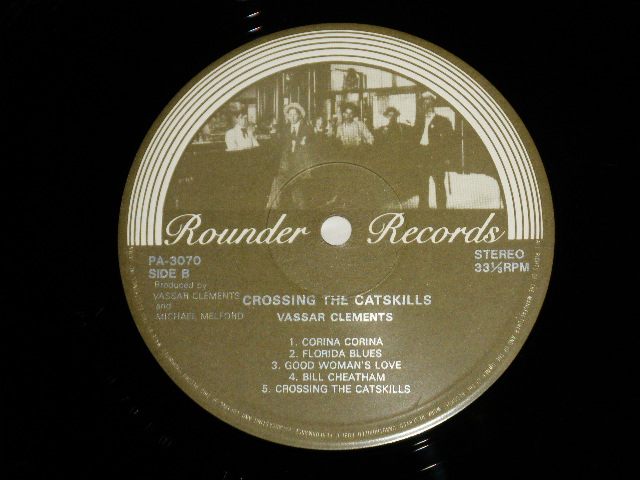 Rounder Records
PA-3070
SIDE B
STEREO
33⅓RPM
Produced by
VASSAR CLEMENTS
and
MICHAEL MELFORD
CROSSING THE CATSKILLS
VASSAR CLEMENTS
1. CORINA CORINA
2. FLORIDA BLUES
3. GOOD WOMAN'S LOVE
4. BILL CHEATHAM
5. CROSSING THE CATSKILLS